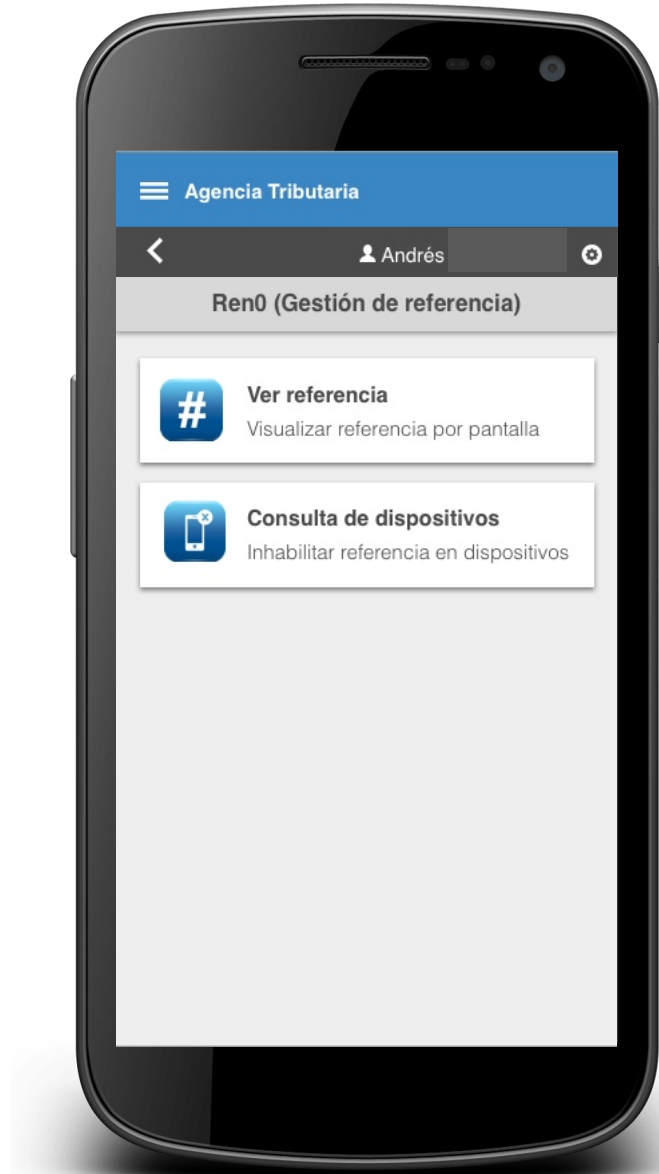 Agencia Tributaria
Andrés
Ren0 (Gestión de referencia)
#
Ver referencia
Visualizar referencia por pantalla
Consulta de dispositivos
Inhabilitar referencia en dispositivos